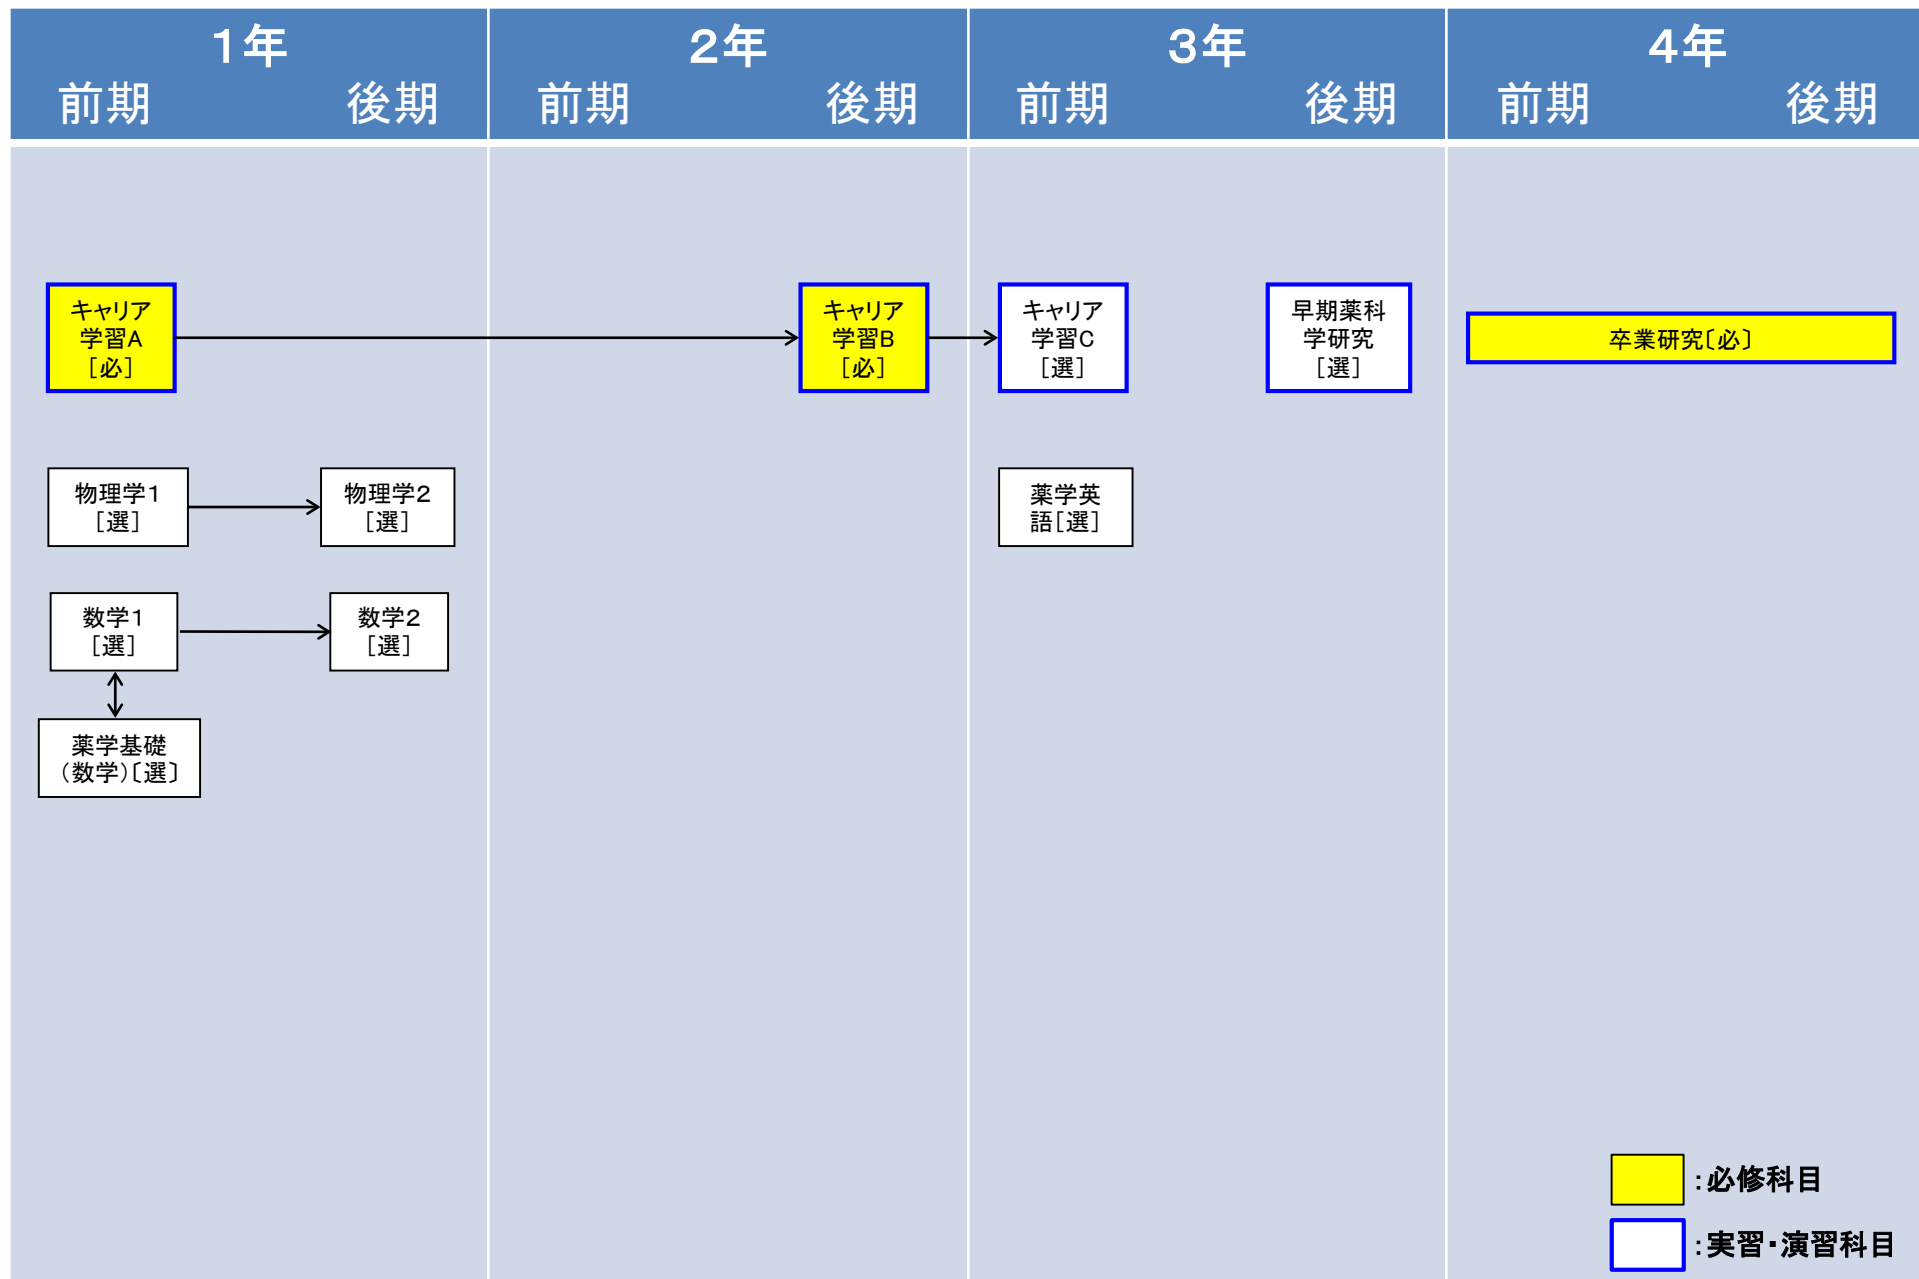 １年
２年
３年
４年
前期
後期
前期
後期
前期
後期
前期
後期
キャリア
学習A
［必］
キャリア
学習B
［必］
キャリア
学習C
［選］
早期薬科
学研究
［選］
卒業研究〔必〕
物理学１
［選］
物理学２
［選］
薬学英
語［選］
数学１
［選］
数学２
［選］
薬学基礎
（数学）〔選〕
：必修科目
：実習・演習科目